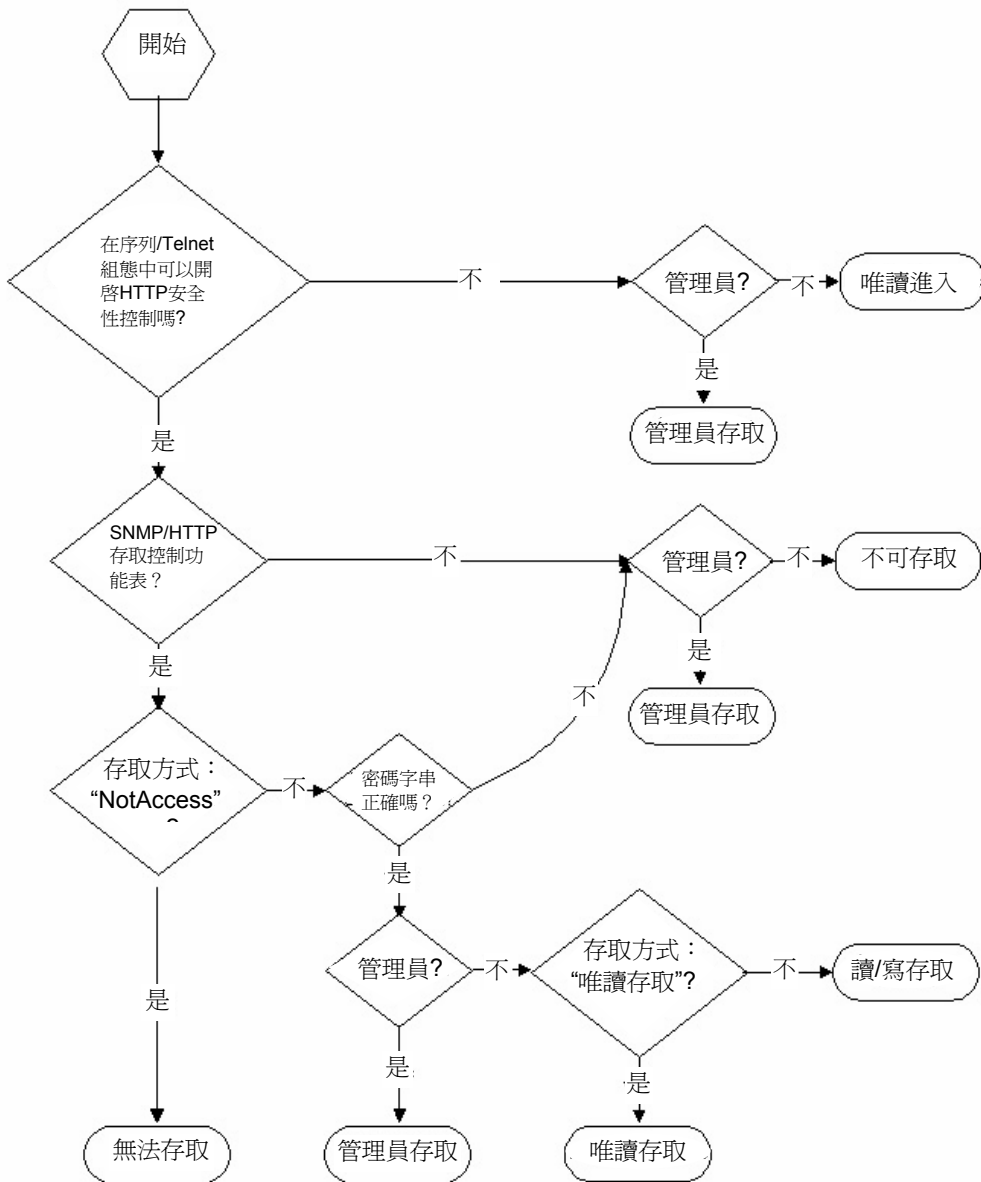 開始
在序列/Telnet
組態中可以開
啓HTTP安全
性控制嗎?
不
管理員?
不
唯讀進入
是
管理員存取
是
SNMP/HTTP
存取控制功
能表？
不
管理員?
不
不可存取
是
管理員存取
是
不
存取方式：
“NotAccess”
?
不
密碼字串
正確嗎？
是
管理員?
不
存取方式：
“唯讀存取”?
不
讀/寫存取
是
是
是
無法存取
管理員存取
唯讀存取